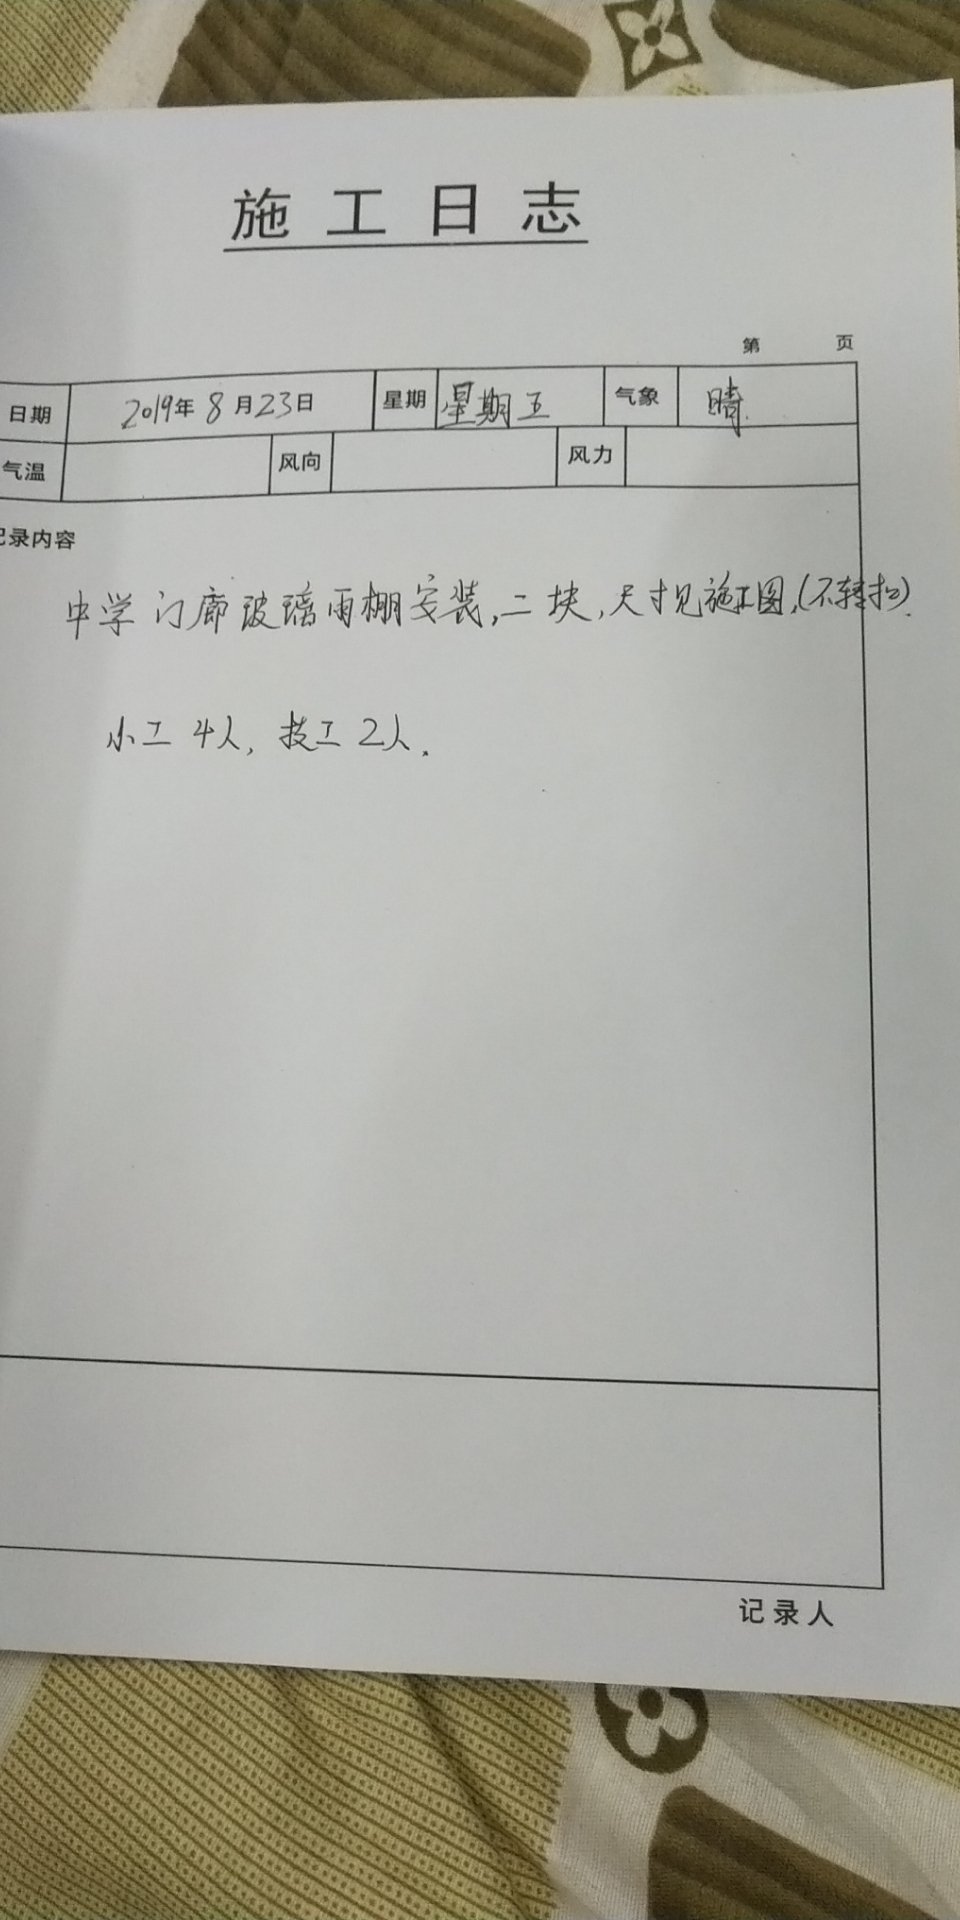 施工日志
第 页
日期 2019年8月23日 星期 星期五 气象 晴.
气温 风向 风力
记录内容
中学门廊玻璃雨棚安装,二块,尺寸见施工图,(不
小工4人,技工2人.
记录人